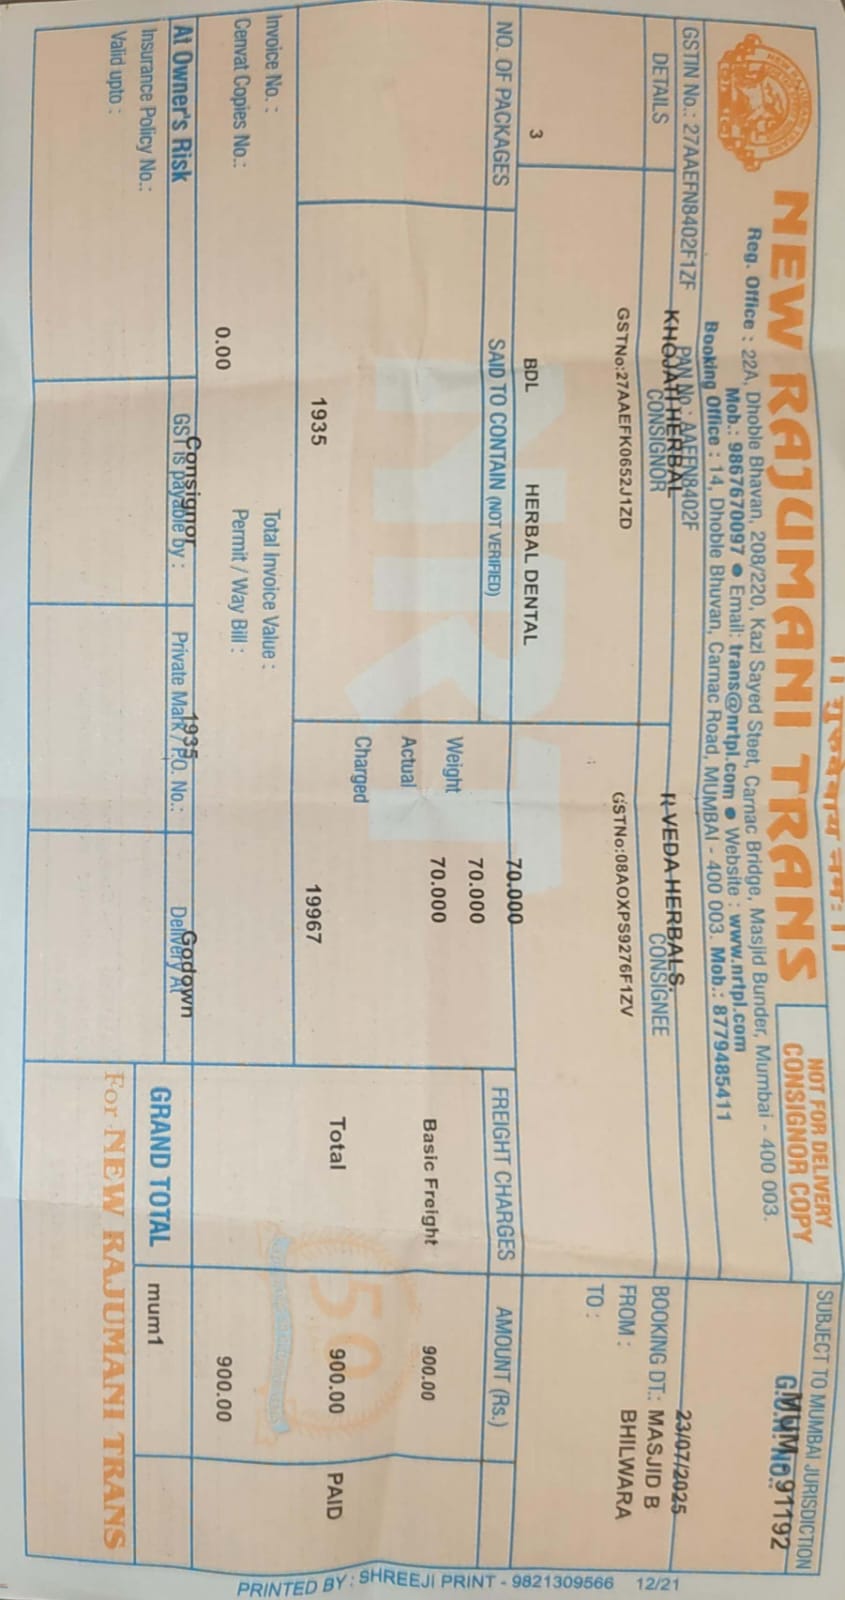 ।। गुरुदेवाय नमः ।।
NEW RAJUMANI TRANS
NOT FOR DELIVERY
CONSIGNOR COPY
SUBJECT TO MUMBAI JURISDICTION
MUM - 91192
Reg. Office : 22A, Dhoble Bhavan, 208/220, Kazi Sayed Steet, Carnac Bridge, Masjid Bunder, Mumbai - 400 003.
Mob.: 9867670097 ● Email: trans@nrtpl.com ● Website : www.nrtpl.com
Booking Office : 14, Dhoble Bhuvan, Carnac Road, MUMBAI - 400 003. Mob.: 8779485411
GSTIN No.: 27AAEFN8402F1ZF PAN No.: AAEFN8402F
DETAILS
KHOJATI HERBAL
CONSIGNOR
R VEDA HERBALS.
CONSIGNEE
23/07/2025
BOOKING DT.: MASJID B
GSTNo:27AAEFK0652J1ZD
GSTNo:08AOXPS9276F1ZV
FROM : BHILWARA
TO :
3 BDL HERBAL DENTAL 70.000
NO. OF PACKAGES
SAID TO CONTAIN (NOT VERIFIED)
FREIGHT CHARGES
AMOUNT (Rs.)
NRT
70.000
Weight
70.000
Actual
Charged
Basic Freight 900.00
1935 19967
Total 900.00 PAID
50
Invoice No. :
Total Invoice Value :
Cenvat Copies No.:
Permit / Way Bill :
0.00
900.00
At Owner's Risk
Consignor
GST is payable by :
1935
Private Mark / P.O. No.:
Godown
Delivery At
GRAND TOTAL
mum1
Insurance Policy No.:
Valid upto :
For NEW RAJUMANI TRANS
PRINTED BY : SHREEJI PRINT - 9821309566 12/21